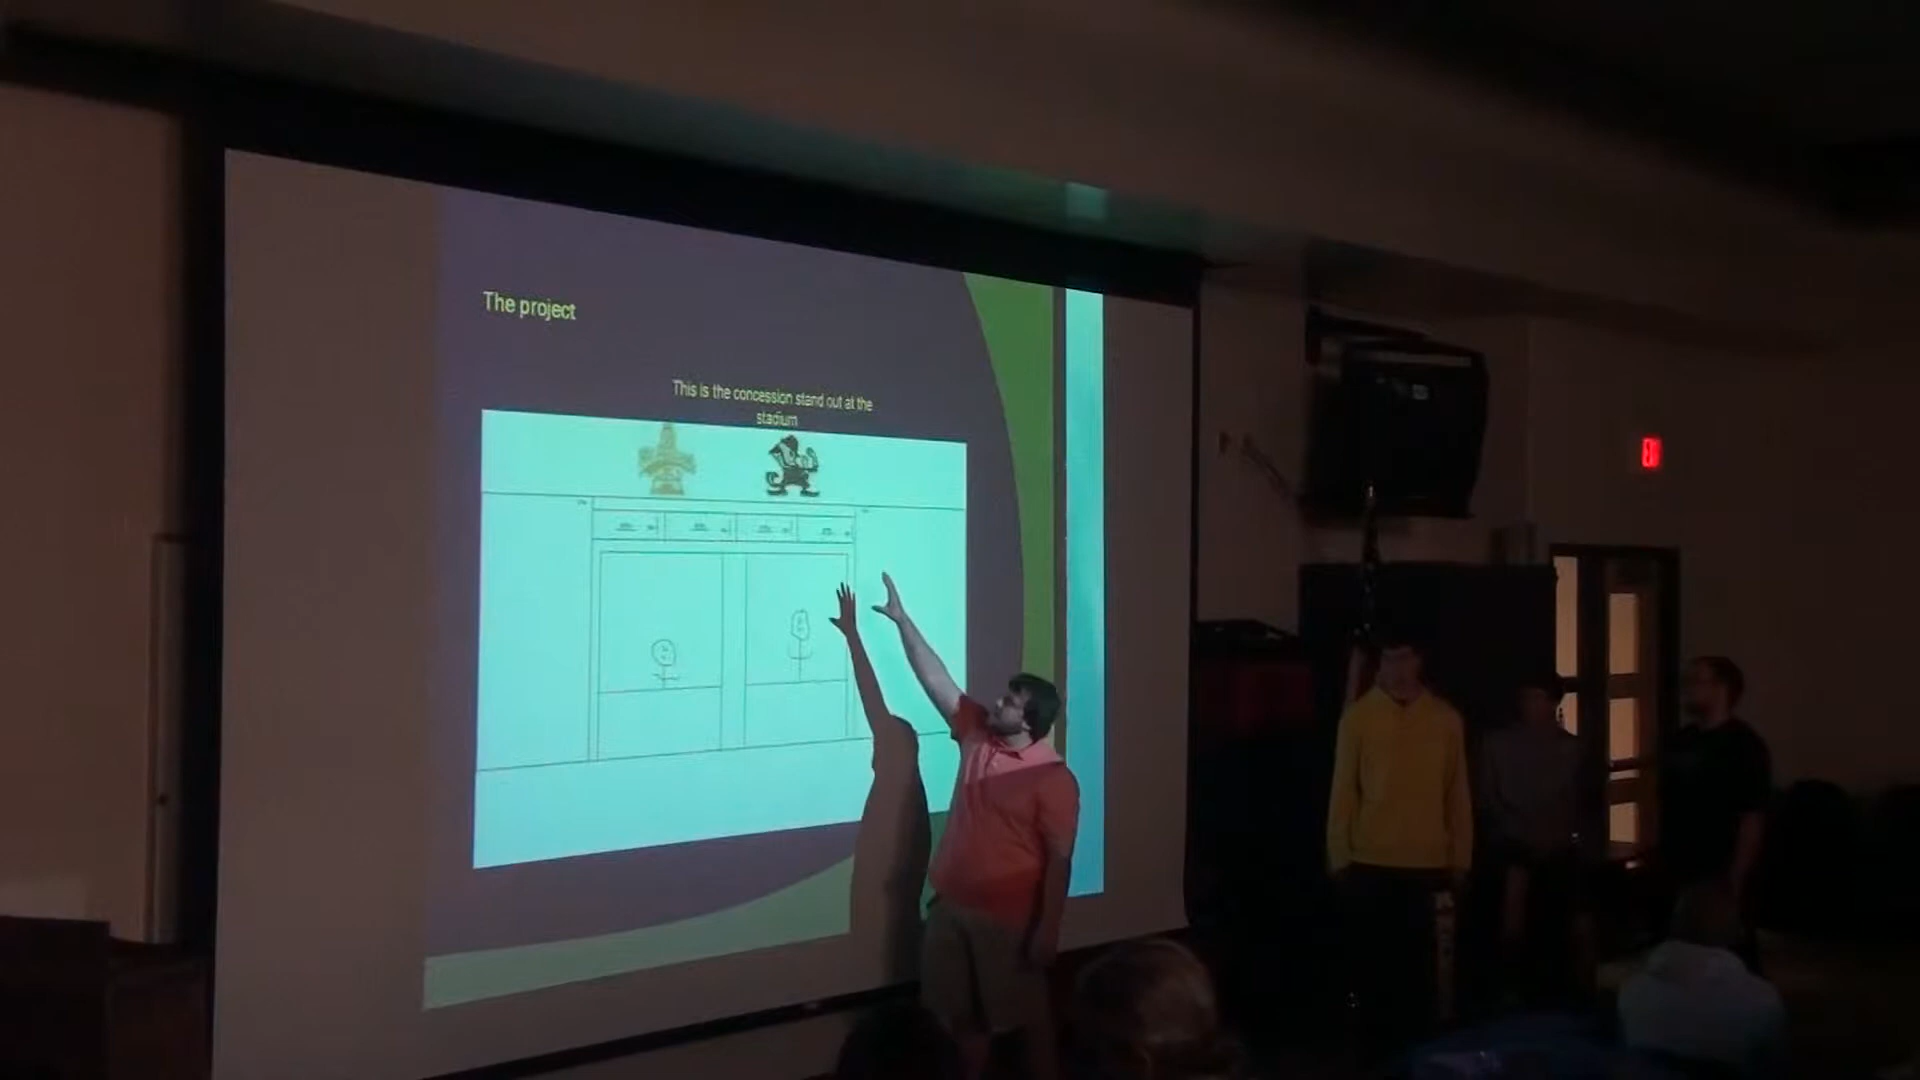 The project
This is the concession stand out at the
stadium